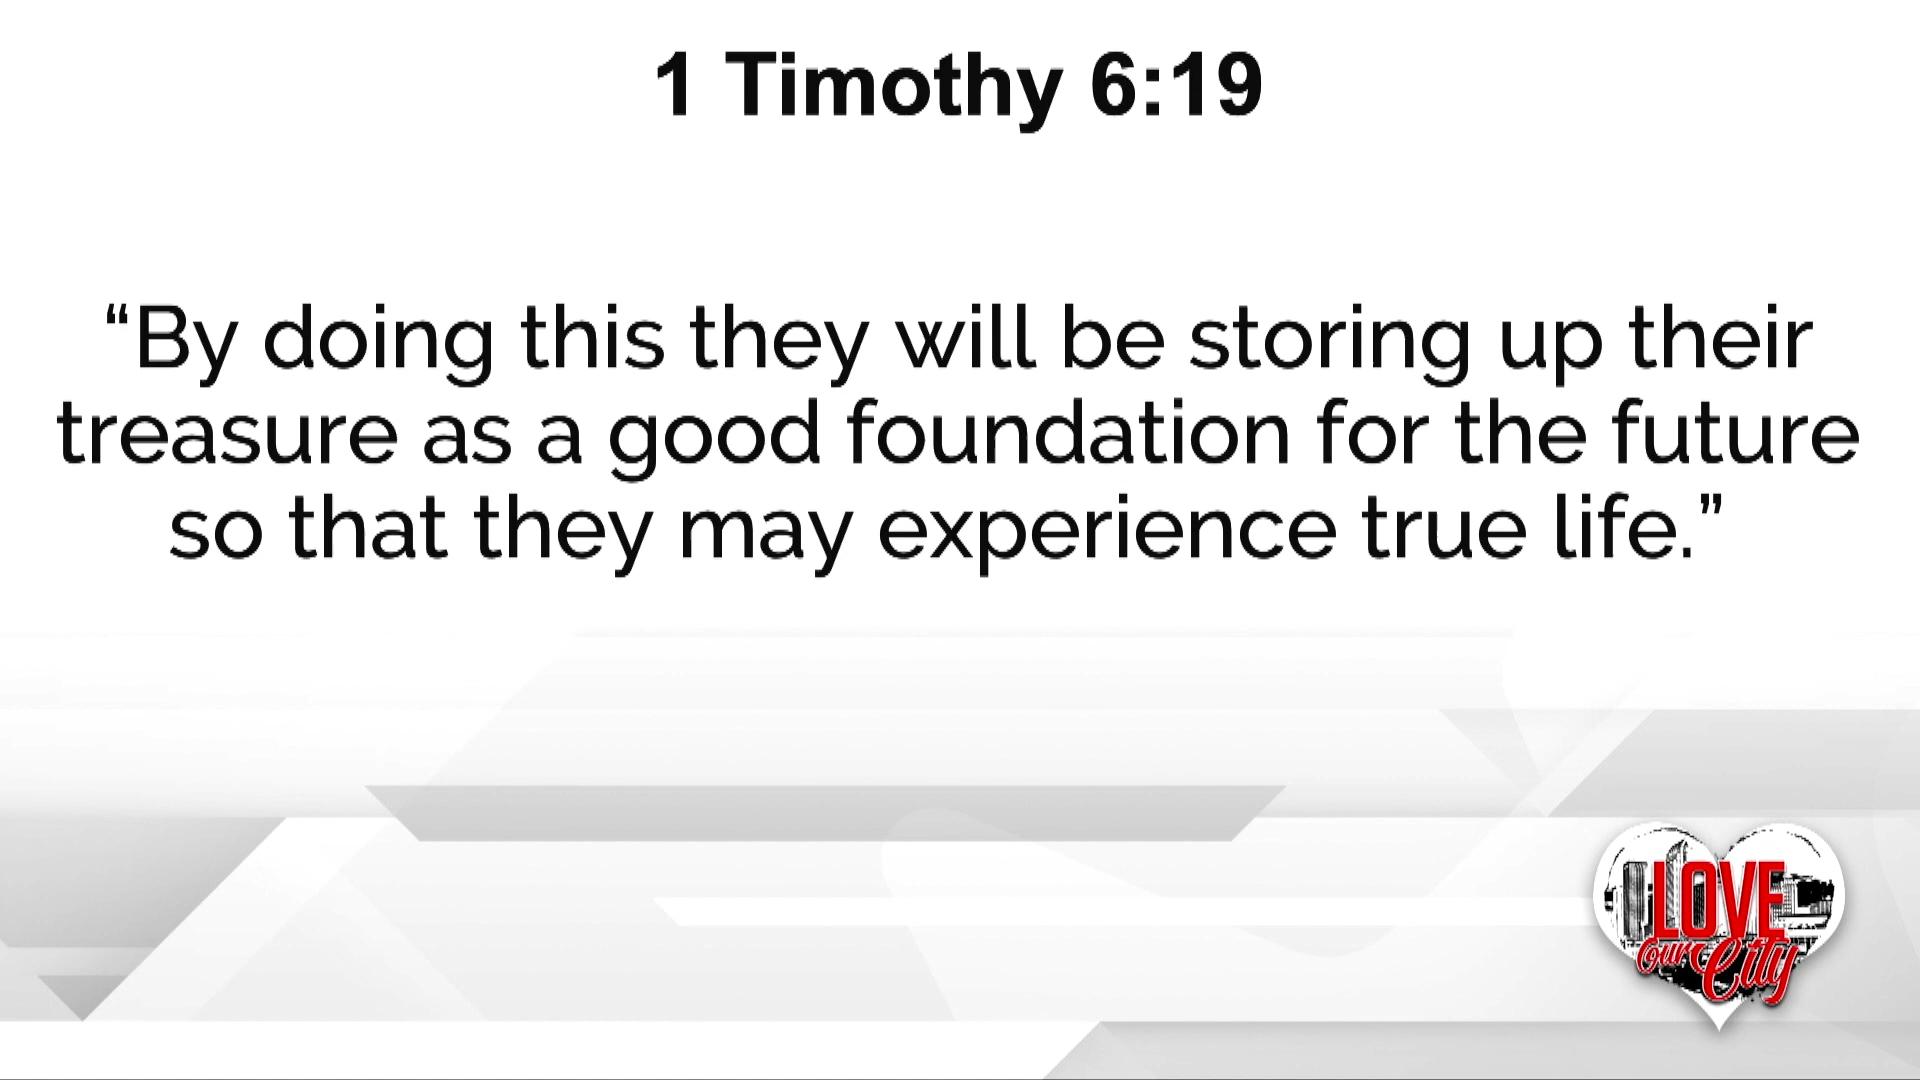 1 Timothy 6:19
“By doing this they will be storing up their
treasure as a good foundation for the future
so that they may experience true life.”
LOVE
Our City